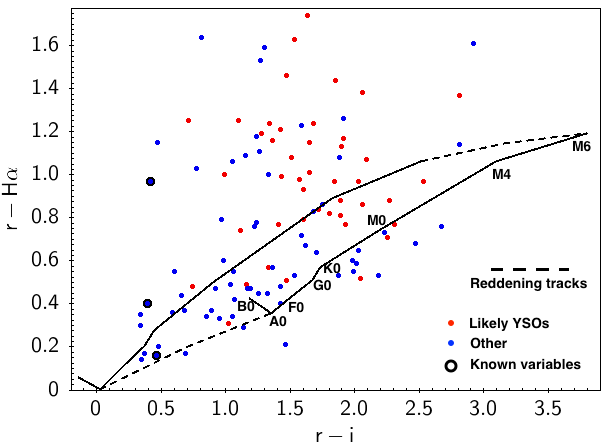 1.6
1.4
1.2
1.0
0.8
0.6
0.4
0.2
0
r − Hα
M6
M4
M0
K0
G0
B0
F0
A0
Reddening tracks
Likely YSOs
Other
Known variables
0 0.5 1.0 1.5 2.0 2.5 3.0 3.5
r − i